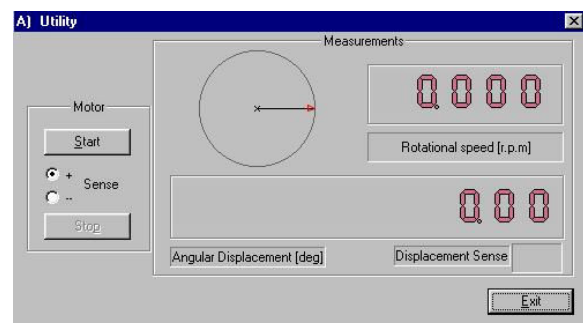 A) Utility
Measurements
0.000
Motor
Start
Rotational speed [r.p.m]
+
Sense
--
0.00
Stop
Angular Displacement [deg]
Displacement Sense
Exit